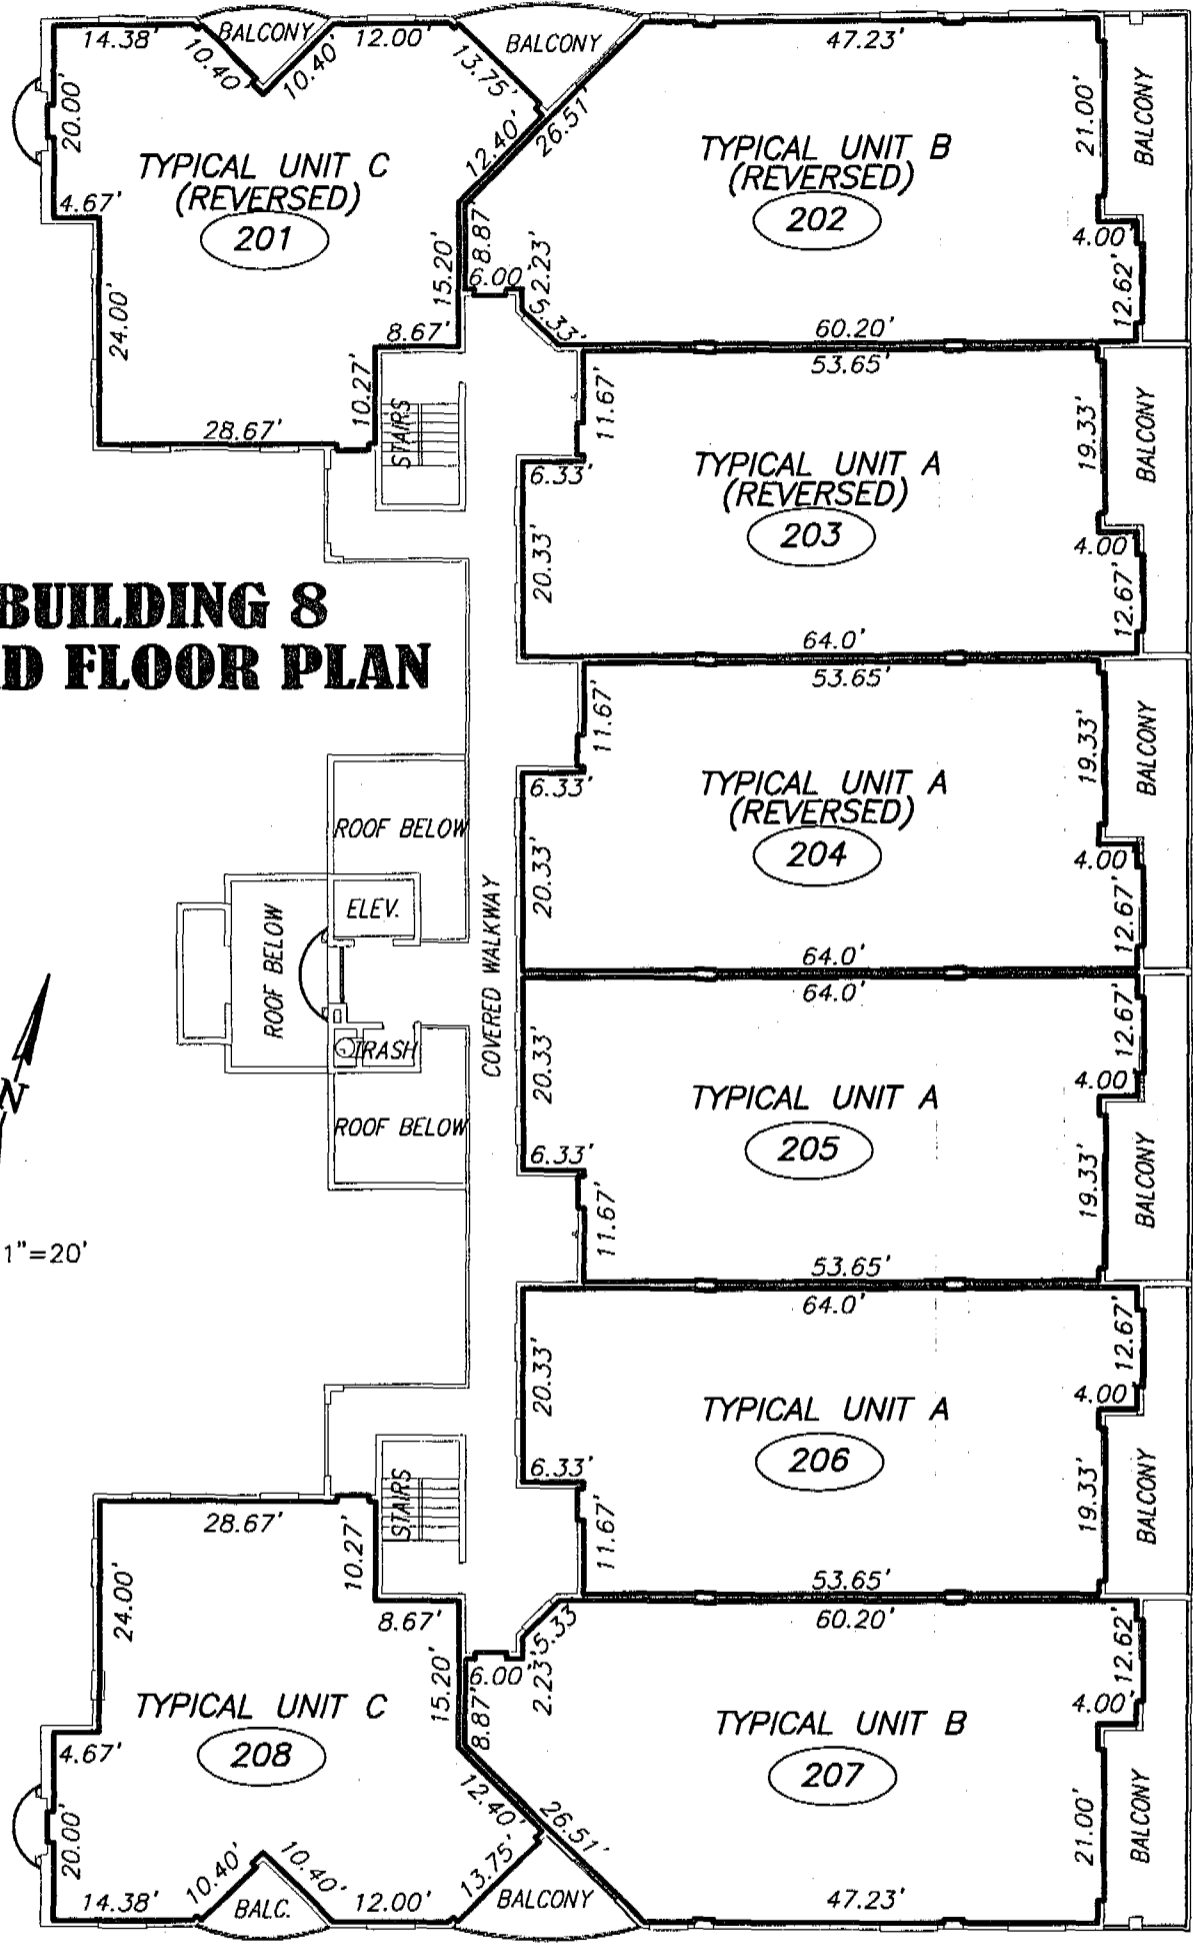 BALCONY
14.38'
10.40'
10.40'
12.00'
13.75'
BALCONY
47.23'
20.00'
TYPICAL UNIT C
(REVERSED)
201
4.67'
12.40'
26.51'
TYPICAL UNIT B
(REVERSED)
202
21.00'
BALCONY
8.87
6.00'
2.23'
15.20'
4.00'
12.62'
24.00'
8.67'
5.33'
60.20'
10.27'
28.67'
STAIRS
53.65'
11.67'
6.33'
TYPICAL UNIT A
(REVERSED)
203
19.33'
BALCONY
20.33'
4.00'
12.67'
64.0'
BUILDING 8
D FLOOR PLAN
53.65'
11.67'
6.33'
TYPICAL UNIT A
(REVERSED)
204
19.33'
BALCONY
20.33'
4.00'
12.67'
64.0'
ROOF BELOW
ELEV.
ROOF BELOW
TRASH
ROOF BELOW
COVERED WALKWAY
N
1"=20'
64.0'
20.33'
12.67'
4.00'
TYPICAL UNIT A
205
6.33'
11.67'
19.33'
BALCONY
53.65'
64.0'
20.33'
12.67'
4.00'
TYPICAL UNIT A
206
6.33'
11.67'
19.33'
BALCONY
53.65'
STAIRS
28.67'
10.27'
24.00'
8.67'
15.20'
TYPICAL UNIT C
208
4.67'
20.00'
14.38'
10.40'
10.40'
BALC.
12.00'
13.75'
12.40'
BALCONY
5.33
60.20'
6.00'
2.23'
8.87'
12.62'
4.00'
TYPICAL UNIT B
207
26.51'
21.00'
BALCONY
47.23'